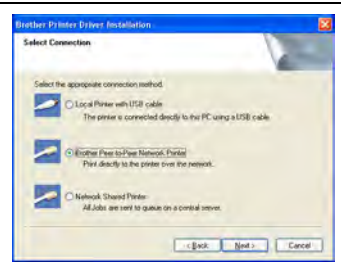 Brother Printer Driver Installation
Select Connection
Select the appropriate connection method.
Local Printer with USB cable
The printer is connected directly to this PC using a USB cable.
Brother Peer-to-Peer Network Printer
Print directly to the printer over the network.
Network Shared Printer
All Jobs are sent to queue on a central server.
< Back
Next >
Cancel